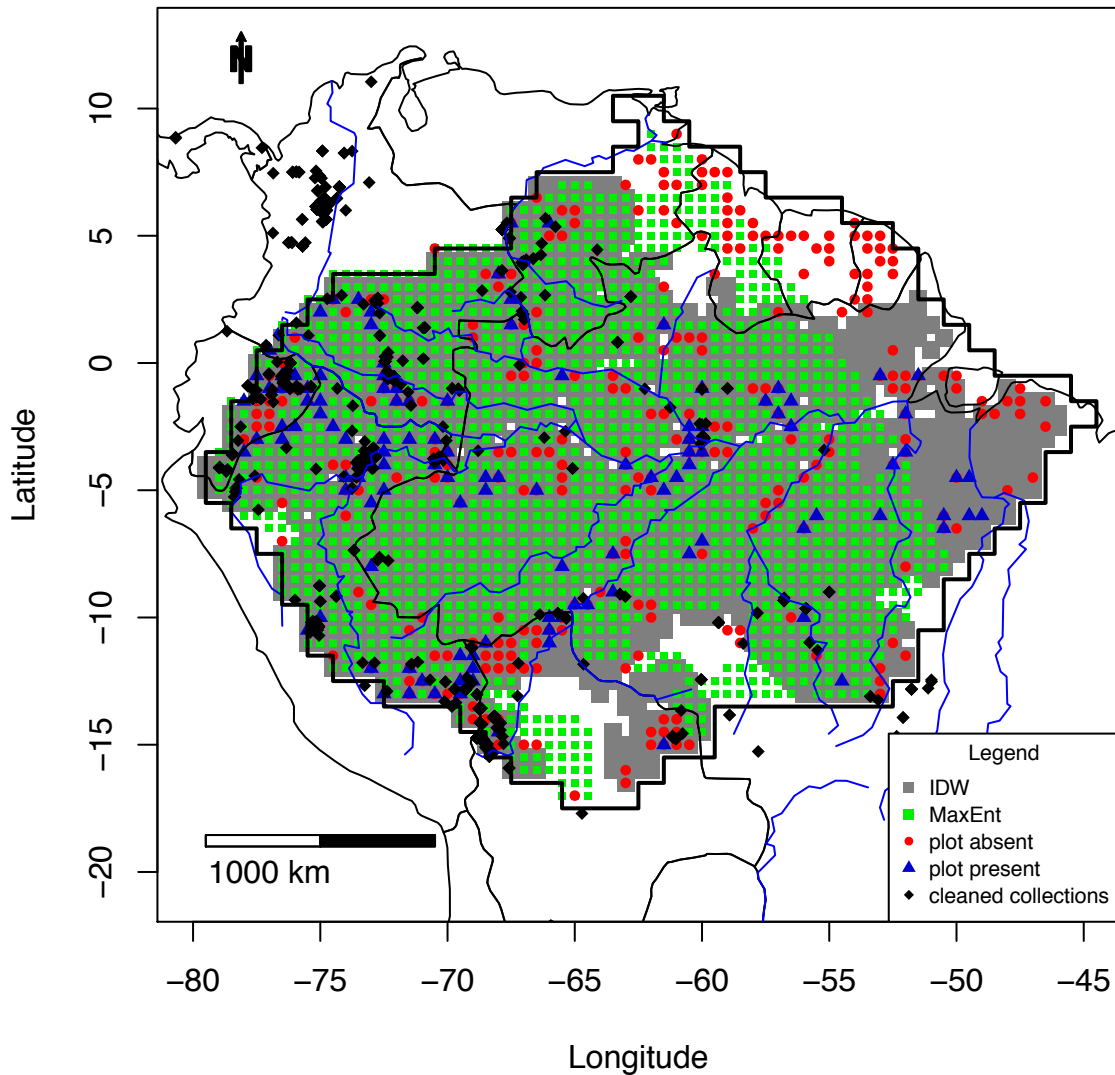 N
10
5
0
−5
−10
−15
−20
Latitude
1000 km
Legend
IDW
MaxEnt
plot absent
plot present
cleaned collections
−80 −75 −70 −65 −60 −55 −50 −45
Longitude